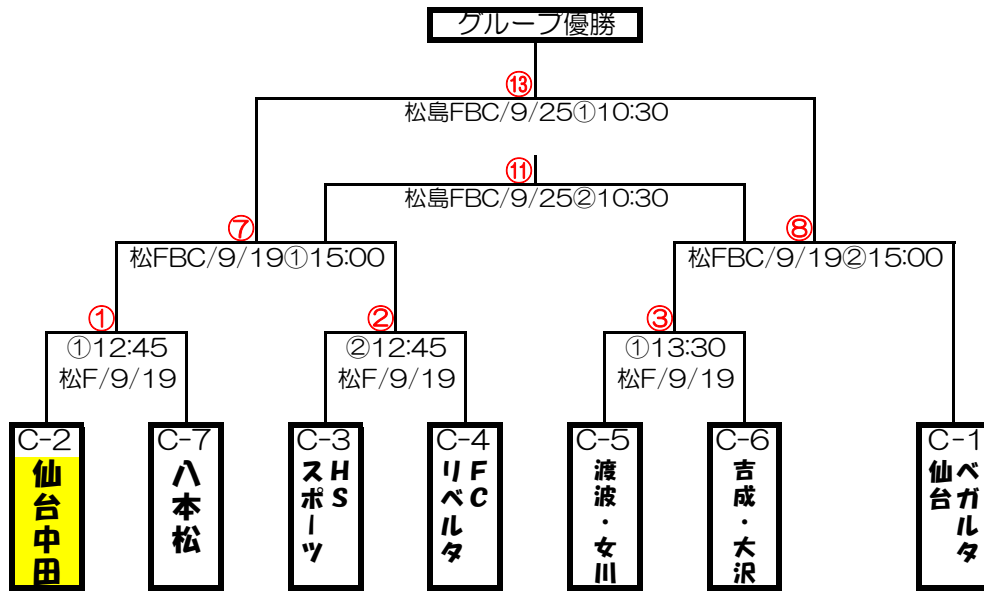 グループ優勝
⑬
松島FBC/9/25①10:30
⑪
松島FBC/9/25②10:30
⑦
⑧
松FBC/9/19①15:00
松FBC/9/19②15:00
①
②
③
①12:45
松F/9/19
②12:45
松F/9/19
①13:30
松F/9/19
C-2
仙台中田
C-7
八本松
C-3
HS
スポーツ
C-4
FC
リベルタ
C-5
渡波・女川
C-6
吉成・大沢
C-1
ベガルタ
仙台